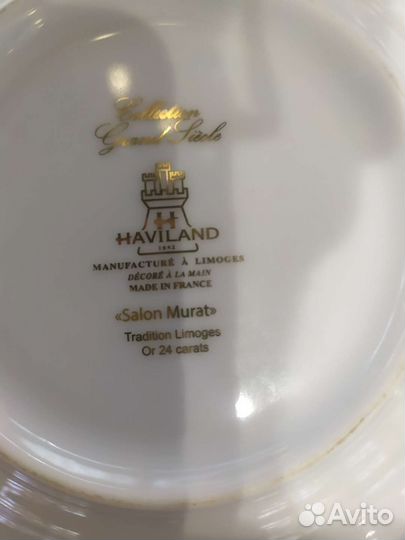 Collection
Grand Siècle
H
HAVILAND
1842
MANUFACTURÉ À LIMOGES
DÉCORÉ À LA MAIN
MADE IN FRANCE
«Salon Murat»
Tradition Limoges
Or 24 carats
Avito